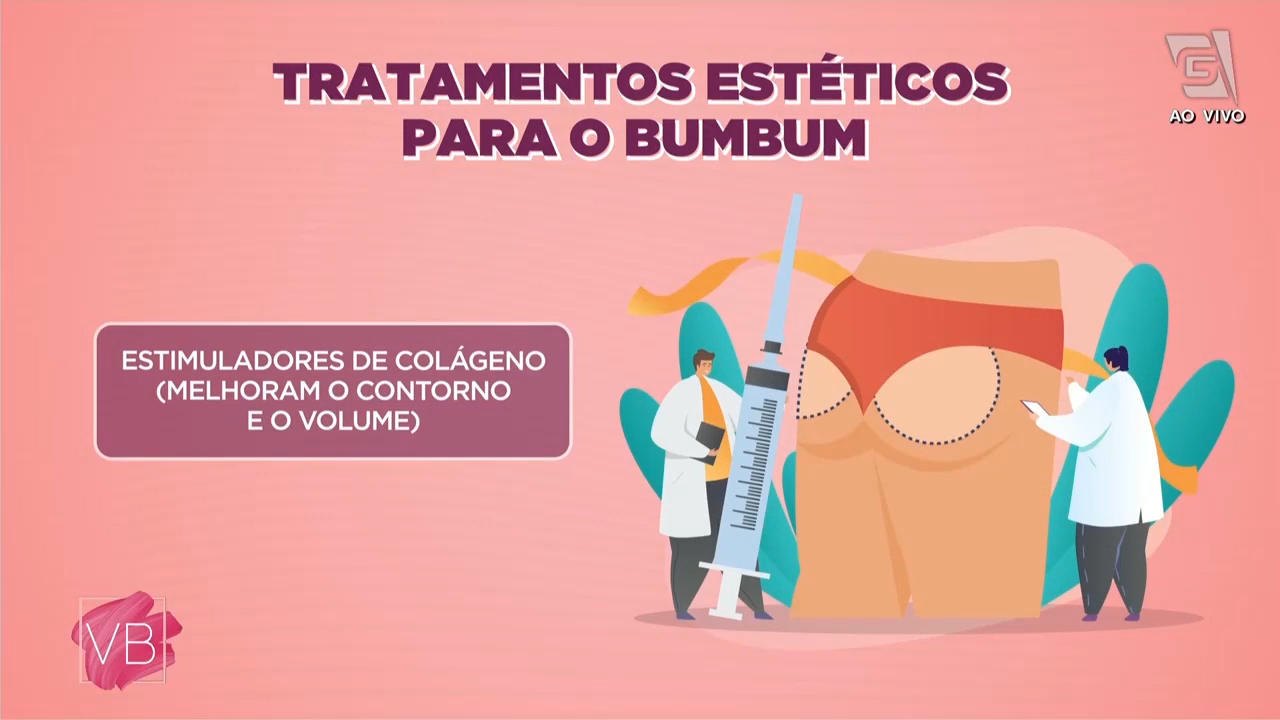 TRATAMENTOS ESTÉTICOS
PARA O BUMBUM
G
AO VIVO
ESTIMULADORES DE COLÁGENO
(MELHORAM O CONTORNO
E O VOLUME)
VB